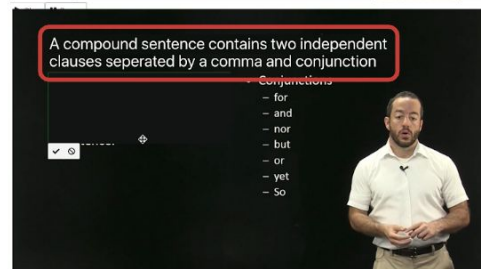 A compound sentence contains two independent
clauses seperated by a comma and conjunction
Conjunctions
– for
– and
– nor
– but
– or
– yet
– So